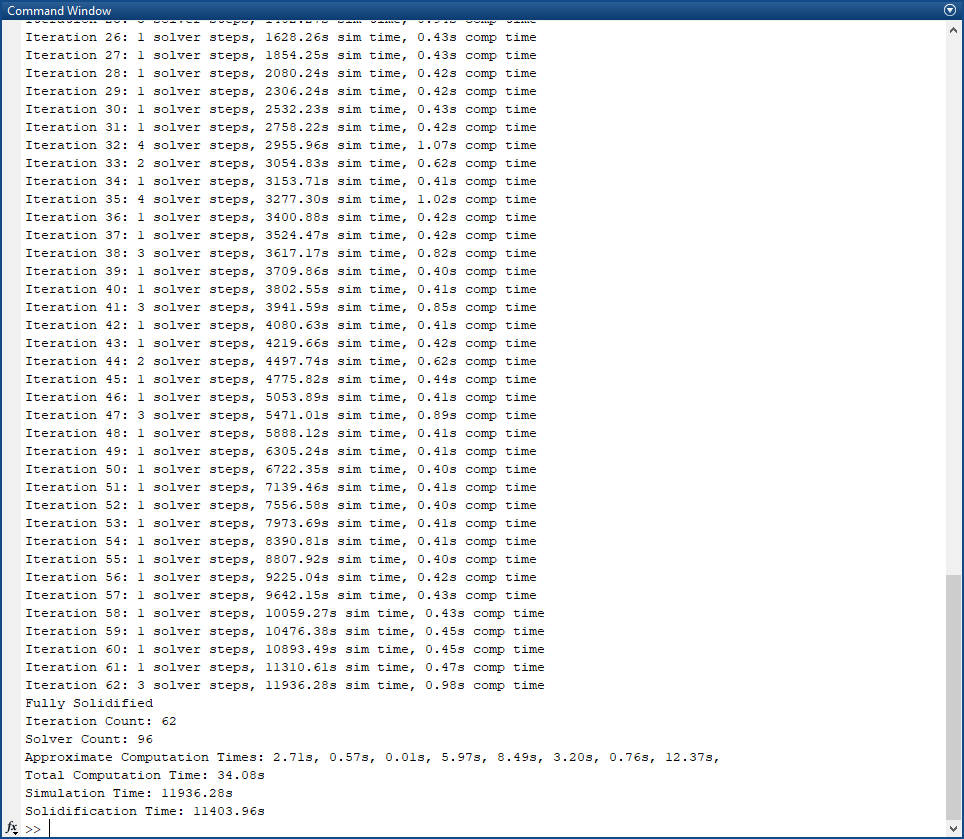 Command Window
Iteration 26: 1 solver steps, 1628.26s sim time, 0.43s comp time
Iteration 27: 1 solver steps, 1854.25s sim time, 0.43s comp time
Iteration 28: 1 solver steps, 2080.24s sim time, 0.42s comp time
Iteration 29: 1 solver steps, 2306.24s sim time, 0.42s comp time
Iteration 30: 1 solver steps, 2532.23s sim time, 0.43s comp time
Iteration 31: 1 solver steps, 2758.22s sim time, 0.42s comp time
Iteration 32: 4 solver steps, 2955.96s sim time, 1.07s comp time
Iteration 33: 2 solver steps, 3054.83s sim time, 0.62s comp time
Iteration 34: 1 solver steps, 3153.71s sim time, 0.41s comp time
Iteration 35: 4 solver steps, 3277.30s sim time, 1.02s comp time
Iteration 36: 1 solver steps, 3400.88s sim time, 0.42s comp time
Iteration 37: 1 solver steps, 3524.47s sim time, 0.42s comp time
Iteration 38: 3 solver steps, 3617.17s sim time, 0.82s comp time
Iteration 39: 1 solver steps, 3709.86s sim time, 0.40s comp time
Iteration 40: 1 solver steps, 3802.55s sim time, 0.41s comp time
Iteration 41: 3 solver steps, 3941.59s sim time, 0.85s comp time
Iteration 42: 1 solver steps, 4080.63s sim time, 0.41s comp time
Iteration 43: 1 solver steps, 4219.66s sim time, 0.42s comp time
Iteration 44: 2 solver steps, 4497.74s sim time, 0.62s comp time
Iteration 45: 1 solver steps, 4775.82s sim time, 0.44s comp time
Iteration 46: 1 solver steps, 5053.89s sim time, 0.41s comp time
Iteration 47: 3 solver steps, 5471.01s sim time, 0.89s comp time
Iteration 48: 1 solver steps, 5888.12s sim time, 0.41s comp time
Iteration 49: 1 solver steps, 6305.24s sim time, 0.41s comp time
Iteration 50: 1 solver steps, 6722.35s sim time, 0.40s comp time
Iteration 51: 1 solver steps, 7139.46s sim time, 0.41s comp time
Iteration 52: 1 solver steps, 7556.58s sim time, 0.40s comp time
Iteration 53: 1 solver steps, 7973.69s sim time, 0.41s comp time
Iteration 54: 1 solver steps, 8390.81s sim time, 0.41s comp time
Iteration 55: 1 solver steps, 8807.92s sim time, 0.40s comp time
Iteration 56: 1 solver steps, 9225.04s sim time, 0.42s comp time
Iteration 57: 1 solver steps, 9642.15s sim time, 0.43s comp time
Iteration 58: 1 solver steps, 10059.27s sim time, 0.43s comp time
Iteration 59: 1 solver steps, 10476.38s sim time, 0.45s comp time
Iteration 60: 1 solver steps, 10893.49s sim time, 0.45s comp time
Iteration 61: 1 solver steps, 11310.61s sim time, 0.47s comp time
Iteration 62: 3 solver steps, 11936.28s sim time, 0.98s comp time
Fully Solidified
Iteration Count: 62
Solver Count: 96
Approximate Computation Times: 2.71s, 0.57s, 0.01s, 5.97s, 8.49s, 3.20s, 0.76s, 12.37s,
Total Computation Time: 34.08s
Simulation Time: 11936.28s
Solidification Time: 11403.96s
fx >>